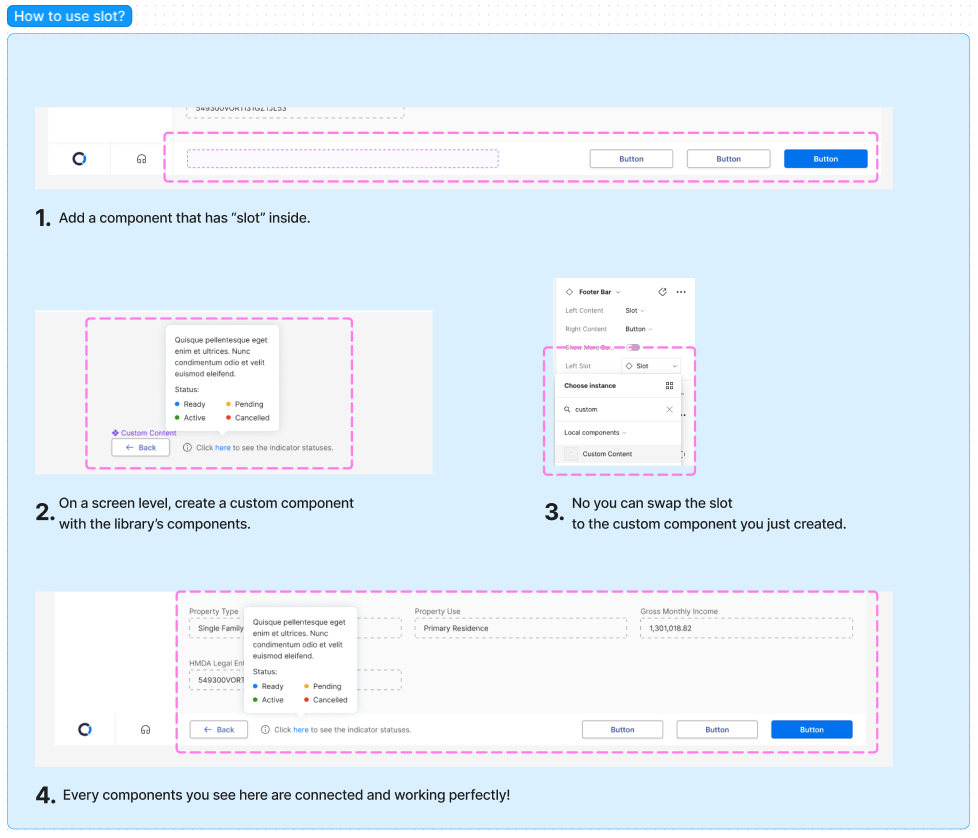 How to use slot?
549300VORT131GZ1JL53
Button Button Button
1. Add a component that has “slot” inside.
Quisque pellentesque eget
enim et ultrices. Nunc
condimentum odio et velit
euismod eleifend.
Status:
Ready Pending
Active Cancelled
Custom Content
← Back Click here to see the indicator statuses.
2. On a screen level, create a custom component
with the library’s components.
Footer Bar
Left Content Slot
Right Content Button
Show More Bu...
Left Slot Slot
Choose instance
custom
Local components
Custom Content
3. No you can swap the slot
to the custom component you just created.
Property Type Property Use Gross Monthly Income
Single Family Primary Residence 1,301,018.82
Quisque pellentesque eget
enim et ultrices. Nunc
condimentum odio et velit
euismod eleifend.
HMDA Legal Ent
Status:
549300VORT
Ready Pending
Active Cancelled
← Back Click here to see the indicator statuses. Button Button Button
4. Every components you see here are connected and working perfectly!